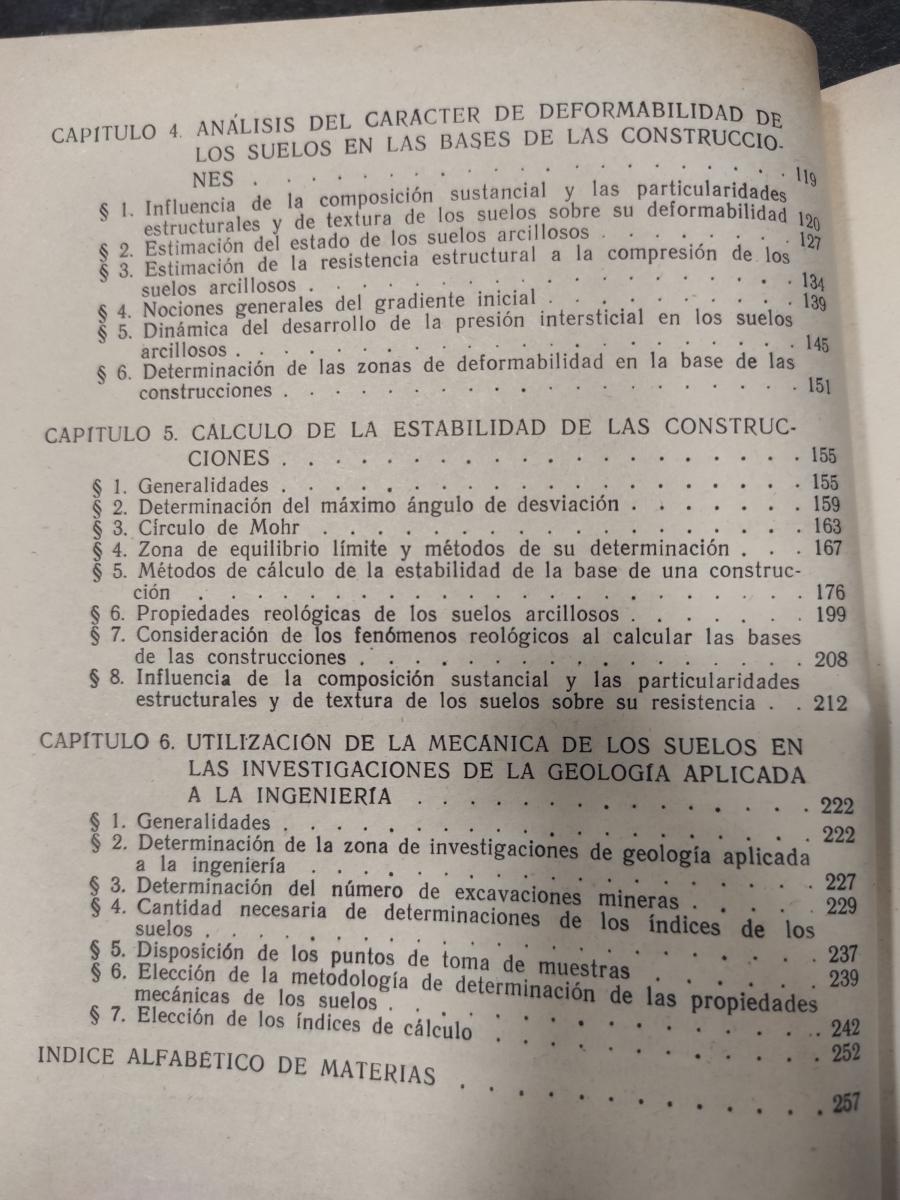 CAPÍTULO 4. ANÁLISIS DEL CARÁCTER DE DEFORMABILIDAD DE
LOS SUELOS EN LAS BASES DE LAS CONSTRUCCIO-
NES . . . . . . . . . . . . . . . . . . . . 119
§ 1. Influencia de la composición sustancial y las particularidades
estructurales y de textura de los suelos sobre su deformabilidad 120
§ 2. Estimación del estado de los suelos arcillosos . . . . . . . 127
§ 3. Estimación de la resistencia estructural a la compresión de los
suelos arcillosos . . . . . . . . . . . . . . . . . . 134
§ 4. Nociones generales del gradiente inicial . . . . . . . . . 139
§ 5. Dinámica del desarrollo de la presión intersticial en los suelos
arcillosos . . . . . . . . . . . . . . . . . . . . . 145
§ 6. Determinación de las zonas de deformabilidad en la base de las
construcciones . . . . . . . . . . . . . . . . . . . 151
CAPÍTULO 5. CALCULO DE LA ESTABILIDAD DE LAS CONSTRUC-
CIONES . . . . . . . . . . . . . . . . . . . 155
§ 1. Generalidades . . . . . . . . . . . . . . . . . . . 155
§ 2. Determinación del máximo ángulo de desviación . . . . . . . 159
§ 3. Círculo de Mohr . . . . . . . . . . . . . . . . . . 163
§ 4. Zona de equilibrio límite y métodos de su determinación . . . 167
§ 5. Métodos de cálculo de la estabilidad de la base de una construc-
ción . . . . . . . . . . . . . . . . . . . . . . . 176
§ 6. Propiedades reológicas de los suelos arcillosos . . . . . . . 199
§ 7. Consideración de los fenómenos reológicos al calcular las bases
de las construcciones . . . . . . . . . . . . . . . . 208
§ 8. Influencia de la composición sustancial y las particularidades
estructurales y de textura de los suelos sobre su resistencia . . 212
CAPÍTULO 6. UTILIZACIÓN DE LA MECANICA DE LOS SUELOS EN
LAS INVESTIGACIONES DE LA GEOLOGÍA APLICADA
A LA INGENIERÍA . . . . . . . . . . . . . . . 222
§ 1. Generalidades . . . . . . . . . . . . . . . . . . . 222
§ 2. Determinación de la zona de investigaciones de geología aplicada
a la ingeniería . . . . . . . . . . . . . . . . . . 227
§ 3. Determinación del número de excavaciones mineras . . . . . 229
§ 4. Cantidad necesaria de determinaciones de los índices de los
suelos . . . . . . . . . . . . . . . . . . . . . . 237
§ 5. Disposición de los puntos de toma de muestras . . . . . . . 239
§ 6. Elección de la metodología de determinación de las propiedades
mecánicas de los suelos . . . . . . . . . . . . . . . 242
§ 7. Elección de los índices de cálculo . . . . . . . . . . . 252
INDICE ALFABÉTICO DE MATERIAS . . . . . . . . . . . . . 257